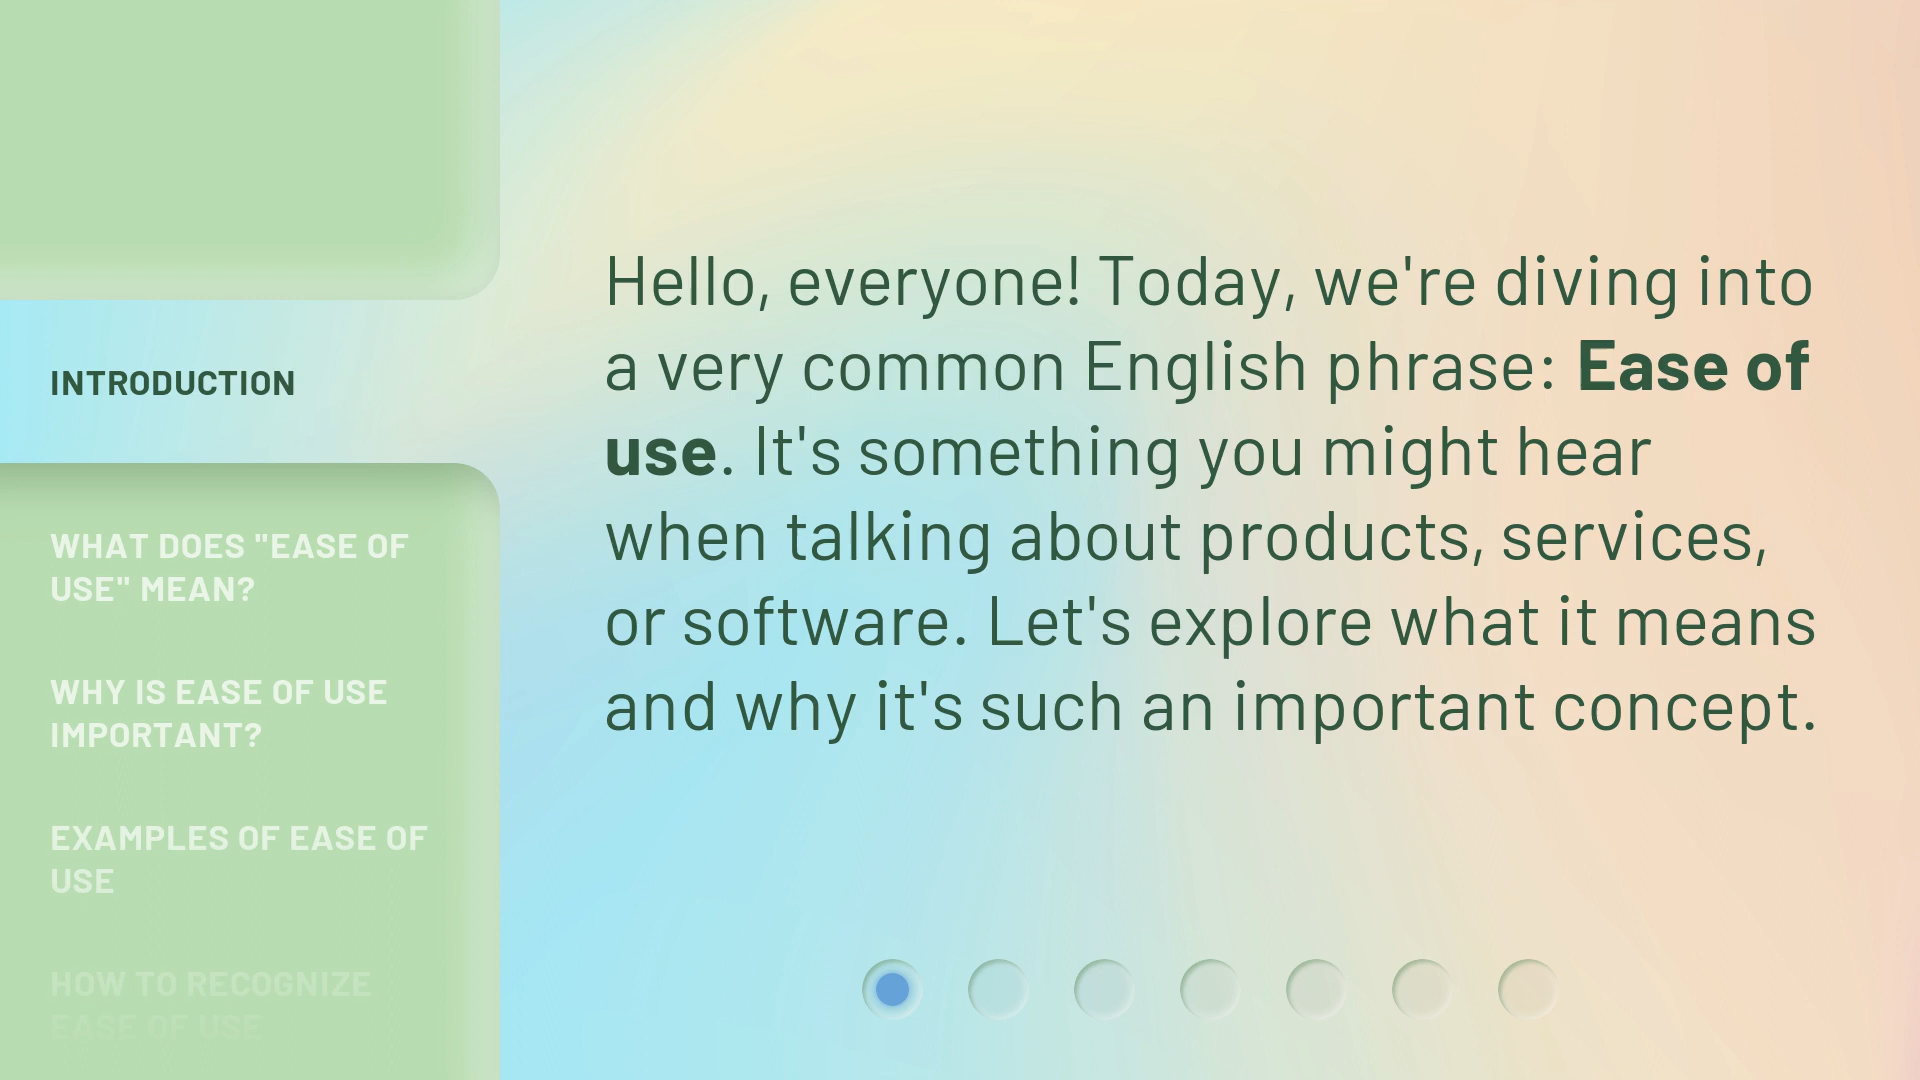 INTRODUCTION
WHAT DOES "EASE OF
USE" MEAN?
WHY IS EASE OF USE
IMPORTANT?
EXAMPLES OF EASE OF
USE
HOW TO RECOGNIZE
EASE OF USE
Hello, everyone! Today, we're diving into
a very common English phrase: Ease of
use. It's something you might hear
when talking about products, services,
or software. Let's explore what it means
and why it's such an important concept.